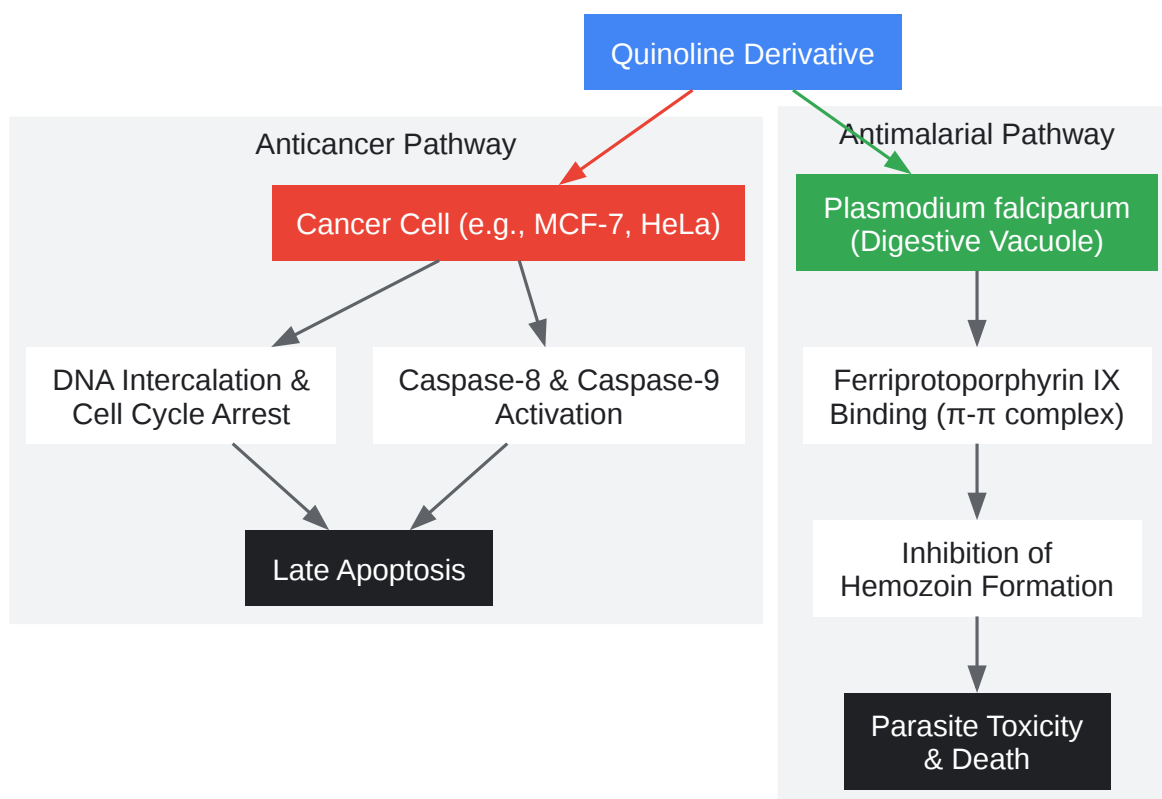 Quinoline Derivative
Anticancer Pathway
Cancer Cell (e.g., MCF-7, HeLa)
DNA Intercalation &
Cell Cycle Arrest
Caspase-8 & Caspase-9
Activation
Late Apoptosis
Antimalarial Pathway
Plasmodium falciparum
(Digestive Vacuole)
Ferriprotoporphyrin IX
Binding (π-π complex)
Inhibition of
Hemozoin Formation
Parasite Toxicity
& Death